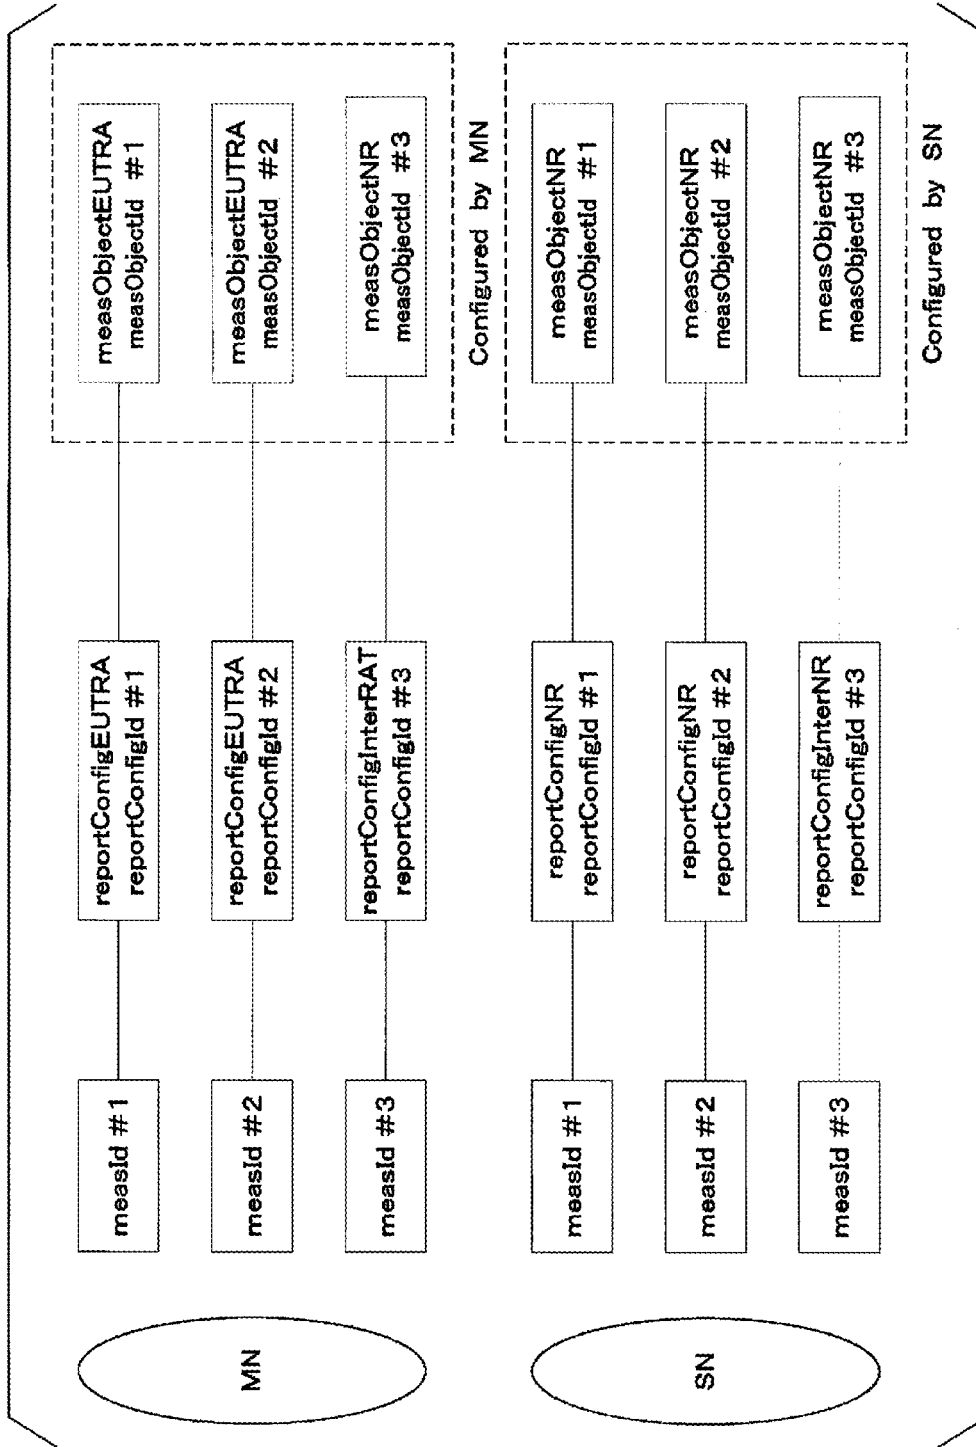 MN
measId #1
reportConfigEUTRA
reportConfigId #1
measObjectEUTRA
measObjectId #1
measId #2
reportConfigEUTRA
reportConfigId #2
measObjectEUTRA
measObjectId #2
measId #3
reportConfigInterRAT
reportConfigId #3
measObjectNR
measObjectId #3
Configured by MN
SN
measId #1
reportConfigNR
reportConfigId #1
measObjectNR
measObjectId #1
measId #2
reportConfigNR
reportConfigId #2
measObjectNR
measObjectId #2
measId #3
reportConfigInterNR
reportConfigId #3
measObjectNR
measObjectId #3
Configured by SN